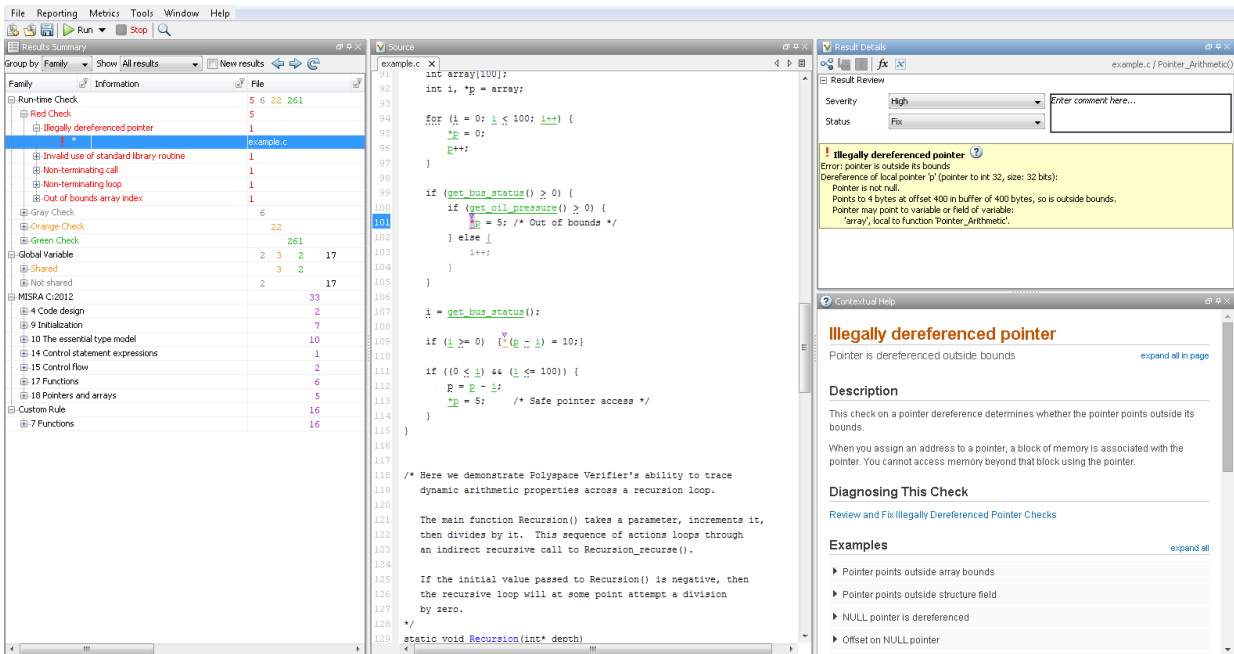 File Reporting Metrics Tools Window Help
Run Stop
Results Summary
Group by Family Show All results New results
Family Information File
Run-time Check 5 6 22 261
Red Check 5
Illegally dereferenced pointer 1
! * example.c
Invalid use of standard library routine 1
Non-terminating call 1
Non-terminating loop 1
Out of bounds array index 1
Gray Check 6
Orange Check 22
Green Check 261
Global Variable 2 3 2 17
Shared 3 2
Not shared 2 17
MISRA C:2012 33
4 Code design 2
9 Initialization 7
10 The essential type model 10
14 Control statement expressions 1
15 Control flow 2
17 Functions 6
18 Pointers and arrays 5
Custom Rule 16
7 Functions 16
Source
example.c x
91 int array[100];
92 int i, *p = array;
93
94 for (i = 0; i < 100; i++) {
95 *p = 0;
96 p++;
97 }
98
99 if (get_bus_status() > 0) {
100 if (get_oil_pressure() > 0) {
101 *p = 5; /* Out of bounds */
102 } else {
103 i++;
104 }
105 }
106
107 i = get_bus_status();
108
109 if (i >= 0) {*(p - i) = 10;}
110
111 if ((0 < i) && (i <= 100)) {
112 p = p - i;
113 *p = 5; /* Safe pointer access */
114 }
115 }
116
117
118 /* Here we demonstrate Polyspace Verifier's ability to trace
119 dynamic arithmetic properties across a recursion loop.
120
121 The main function Recursion() takes a parameter, increments it,
122 then divides by it. This sequence of actions loops through
123 an indirect recursive call to Recursion_recurse().
124
125 If the initial value passed to Recursion() is negative, then
126 the recursive loop will at some point attempt a division
127 by zero.
128 */
129 static void Recursion(int* depth)
Result Details
fx x example.c / Pointer_Arithmetic()
Result Review
Severity High Enter comment here...
Status Fix
! Illegally dereferenced pointer ?
Error: pointer is outside its bounds
Dereference of local pointer 'p' (pointer to int 32, size: 32 bits):
Pointer is not null.
Points to 4 bytes at offset 400 in buffer of 400 bytes, so is outside bounds.
Pointer may point to variable or field of variable:
'array', local to function 'Pointer_Arithmetic'.
? Contextual Help
Illegally dereferenced pointer
Pointer is dereferenced outside bounds expand all in page
Description
This check on a pointer dereference determines whether the pointer points outside its
bounds.
When you assign an address to a pointer, a block of memory is associated with the
pointer. You cannot access memory beyond that block using the pointer.
Diagnosing This Check
Review and Fix Illegally Dereferenced Pointer Checks
Examples expand all
Pointer points outside array bounds
Pointer points outside structure field
NULL pointer is dereferenced
Offset on NULL pointer